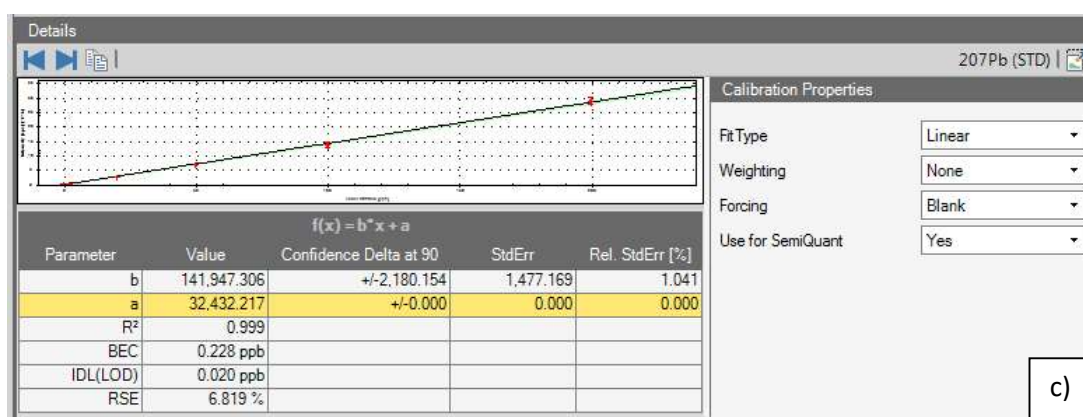 Details
207Pb (STD)
Calibration Properties
Fit Type Linear
Weighting None
Forcing Blank
Use for SemiQuant Yes
f(x) = b*x + a
Parameter Value Confidence Delta at 90 StdErr Rel. StdErr [%]
b 141,947.306 +/-2,180.154 1,477.169 1.041
a 32,432.217 +/-0.000 0.000 0.000
R² 0.999
BEC 0.228 ppb
IDL(LOD) 0.020 ppb
RSE 6.819 %
c)